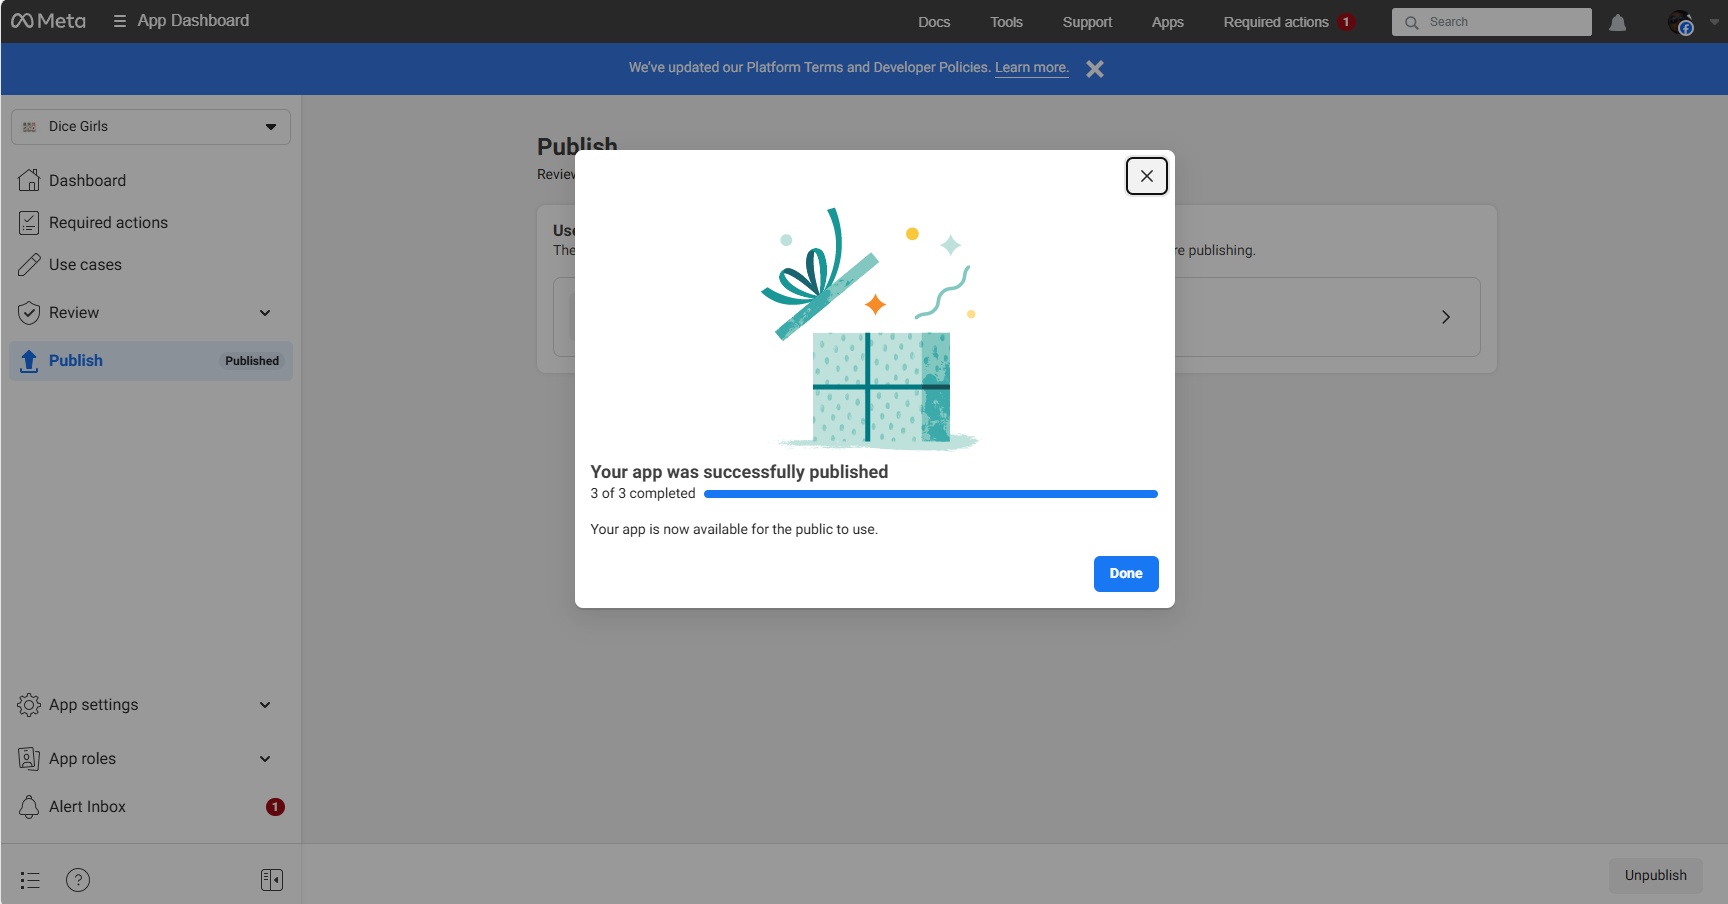 Meta
App Dashboard
Docs
Tools
Support
Apps
Required actions 1
Search
We've updated our Platform Terms and Developer Policies. Learn more.
Dice Girls
Dashboard
Required actions
Use cases
Review
Publish Published
App settings
App roles
Alert Inbox 1
Publish
Review
Use
The
re publishing.
Your app was successfully published
3 of 3 completed
Your app is now available for the public to use.
Done
Unpublish